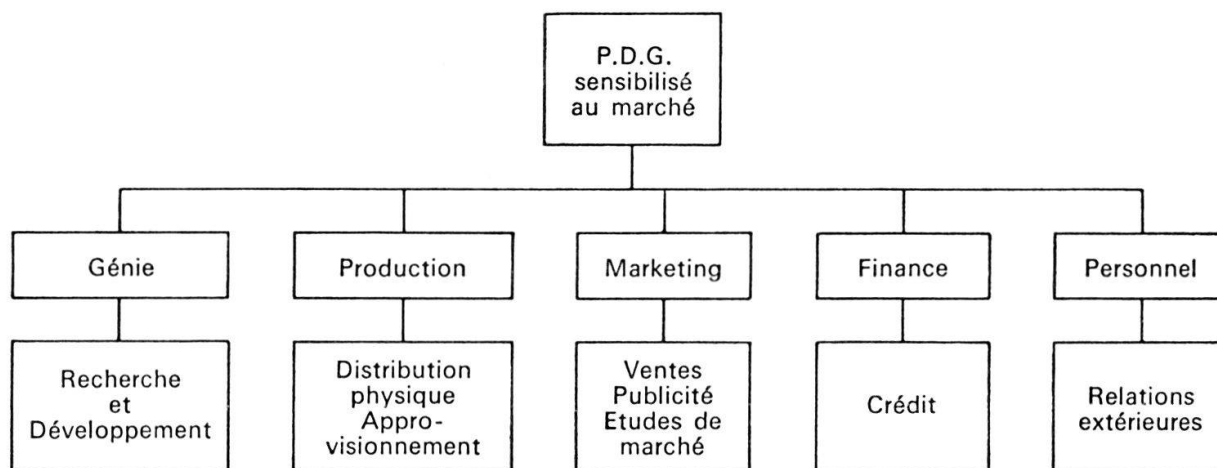 P.D.G.
sensibilisé
au marché
Génie
Production
Marketing
Finance
Personnel
Recherche
et
Développement
Distribution
physique
Appro-
visionnement
Ventes
Publicité
Etudes de
marché
Crédit
Relations
extérieures